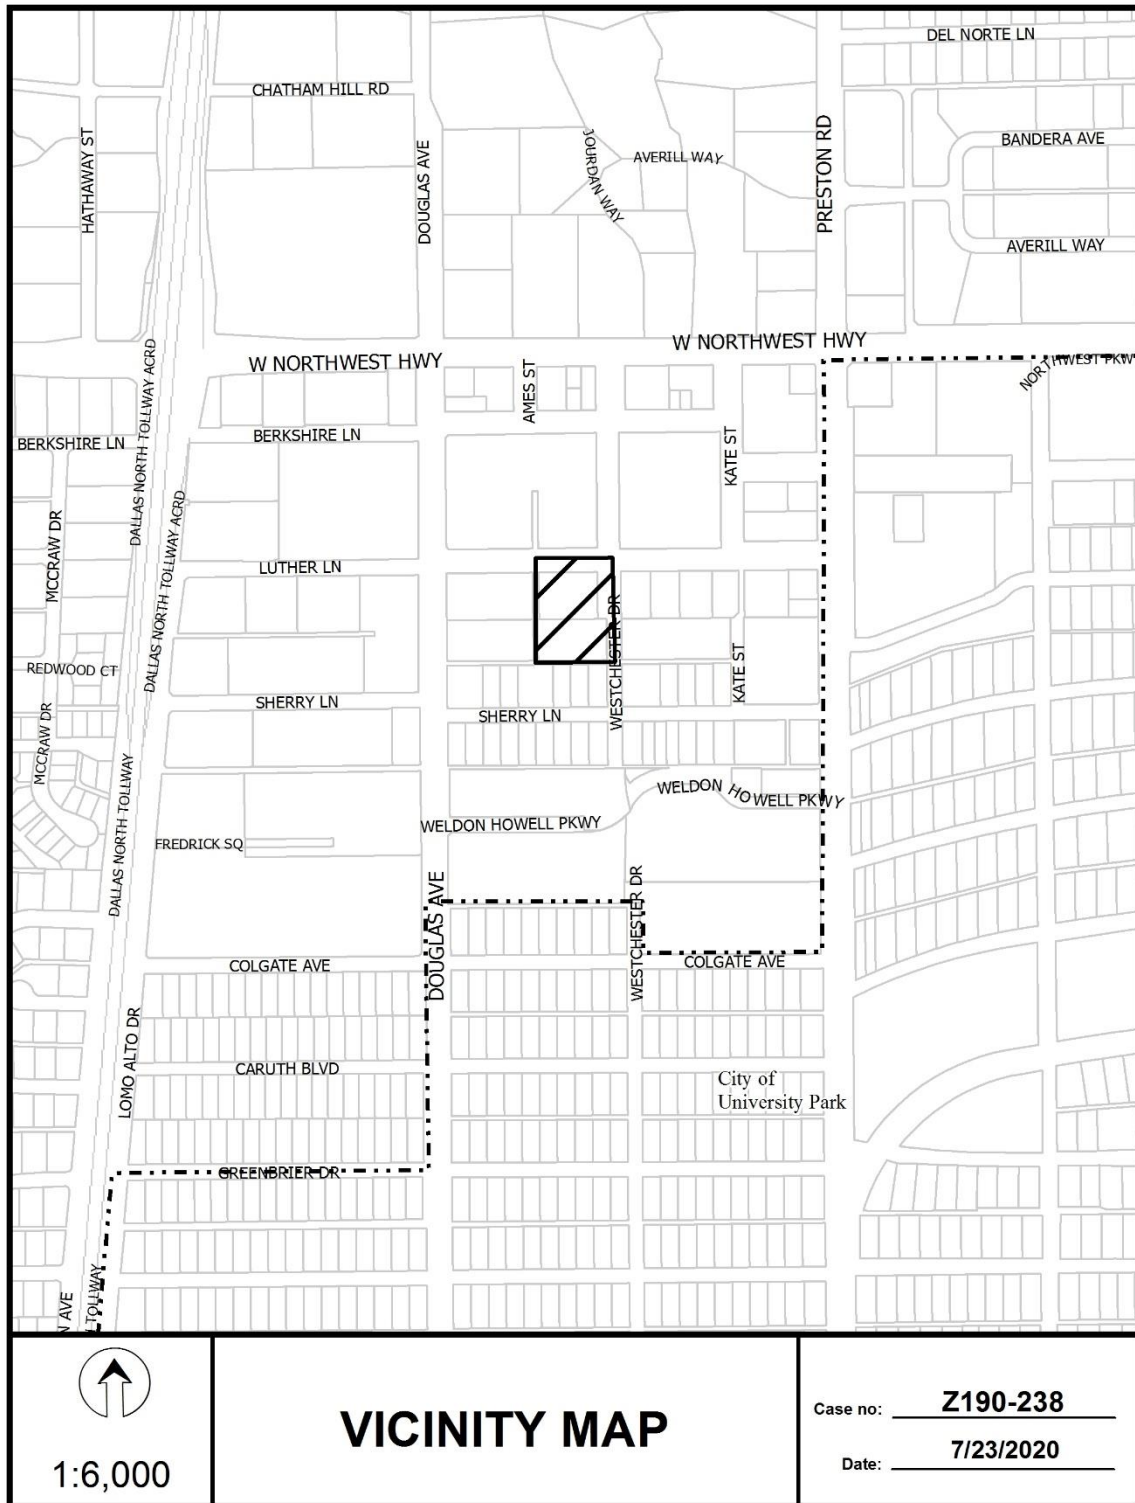 DEL NORTE LN
CHATHAM HILL RD
HATHAWAY ST
DOUGLAS AVE
JOURDAN WAY
AVERILL WAY
PRESTON RD
BANDERA AVE
AVERILL WAY
W NORTHWEST HWY
W NORTHWEST HWY
NORTHWEST PKW
AMES ST
BERKSHIRE LN
BERKSHIRE LN
DALLAS NORTH TOLLWAY ACRD
KATE ST
MCCRAW DR
DALLAS NORTH TOLLWAY ACRD
LUTHER LN
WESTCHESTER DR
REDWOOD CT
KATE ST
SHERRY LN
SHERRY LN
MCCRAW DR
DALLAS NORTH TOLLWAY
WELDON HOWELL PKWY
WELDON HOWELL PKWY
FREDRICK SQ
DOUGLAS AVE
WESTCHESTER DR
COLGATE AVE
COLGATE AVE
LOMO ALTO DR
CARUTH BLVD
City of
University Park
GREENBRIER DR
N AVE
TOLLWAY
1:6,000
VICINITY MAP
Case no: Z190-238
Date: 7/23/2020